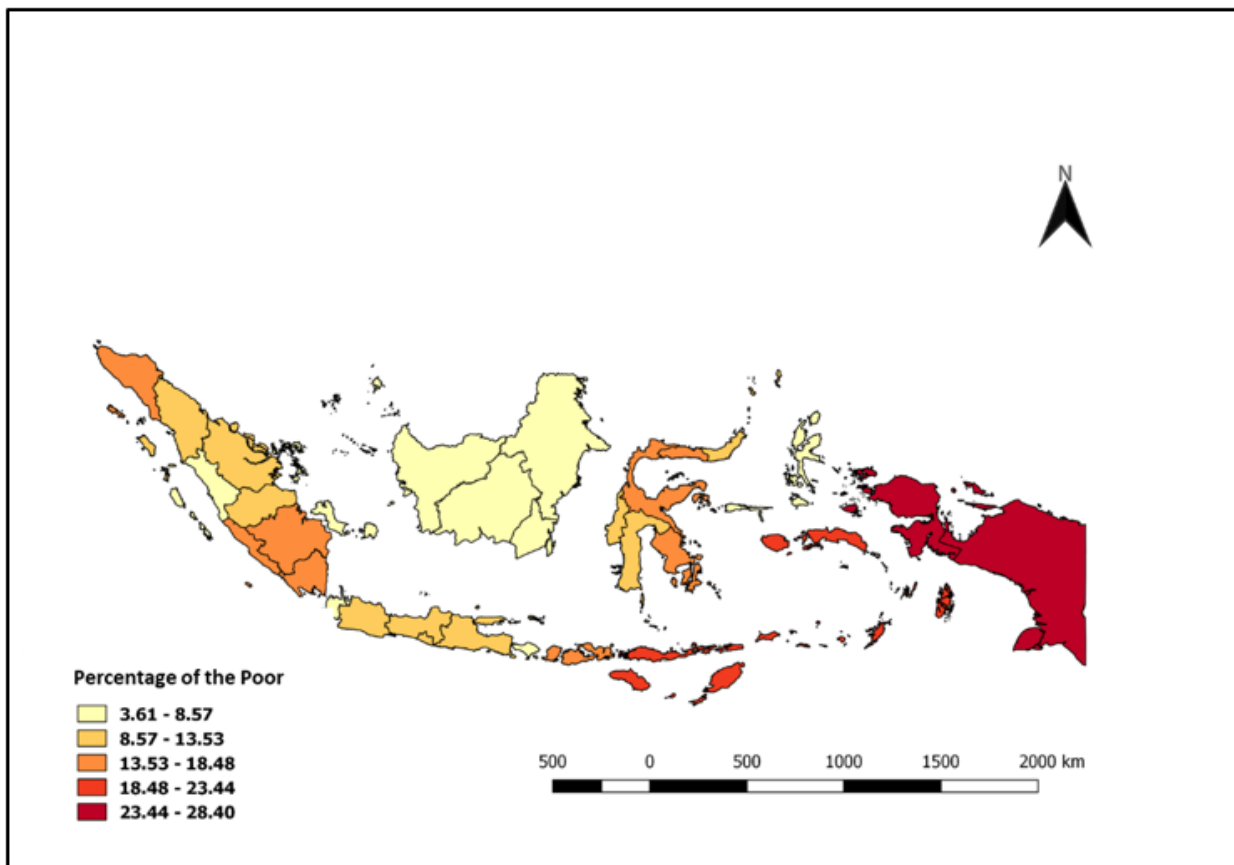 N
Percentage of the Poor
3.61 - 8.57
8.57 - 13.53
13.53 - 18.48
18.48 - 23.44
23.44 - 28.40
500 0 500 1000 1500 2000 km